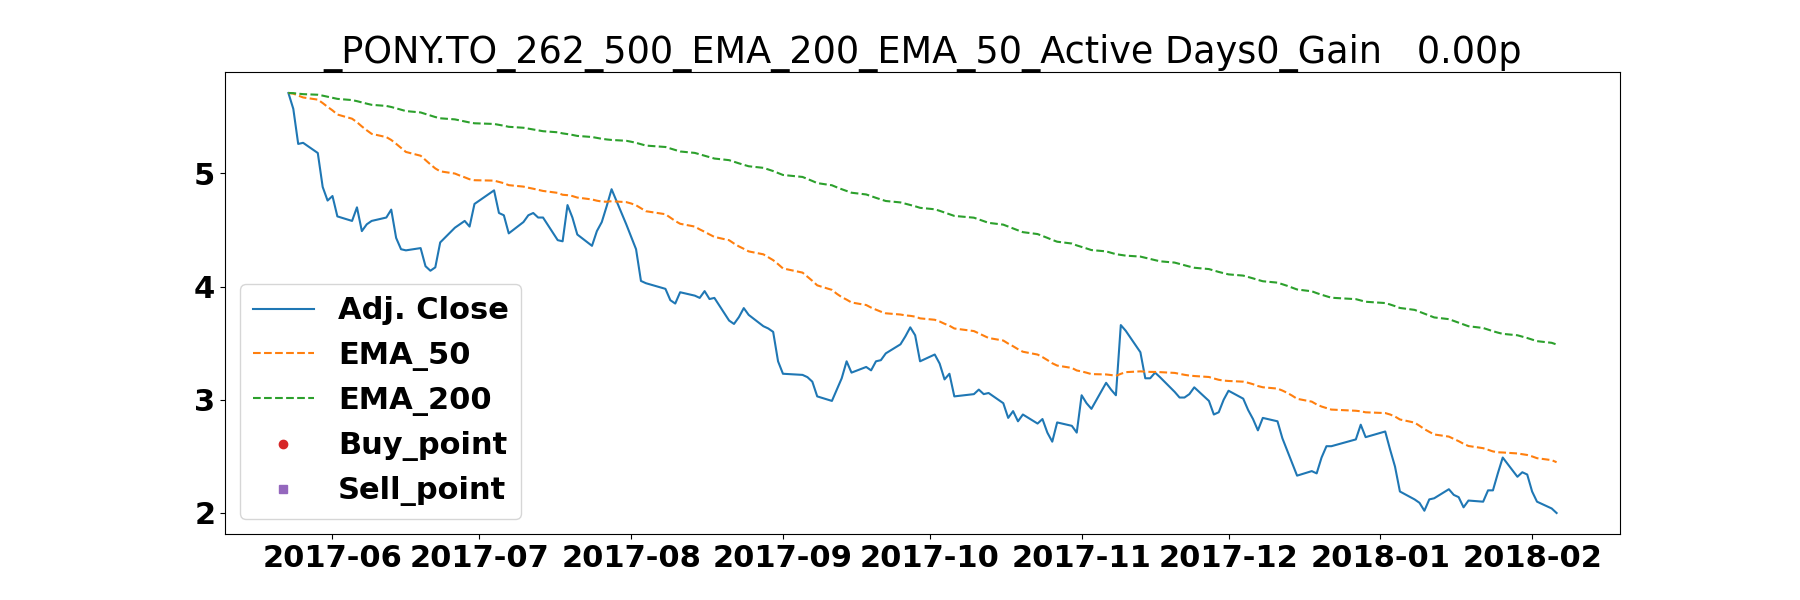 _PONY.TO_262_500_EMA_200_EMA_50_Active Days0_Gain   0.00p
5
4
3
2
Adj. Close
EMA_50
EMA_200
Buy_point
Sell_point
2017-06 2017-07 2017-08 2017-09 2017-10 2017-11 2017-12 2018-01 2018-02